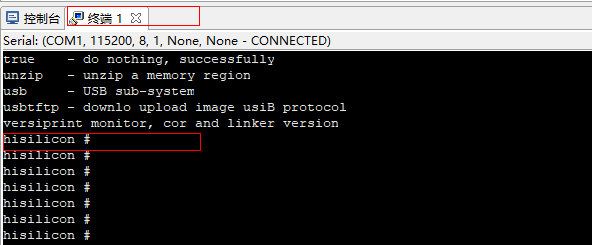 控制台 终端 1
Serial: (COM1, 115200, 8, 1, None, None - CONNECTED)
true - do nothing, successfully
unzip - unzip a memory region
usb - USB sub-system
usbtftp - downlo upload image usiB protocol
versiprint monitor, cor and linker version
hisilicon #
hisilicon #
hisilicon #
hisilicon #
hisilicon #
hisilicon #
hisilicon #